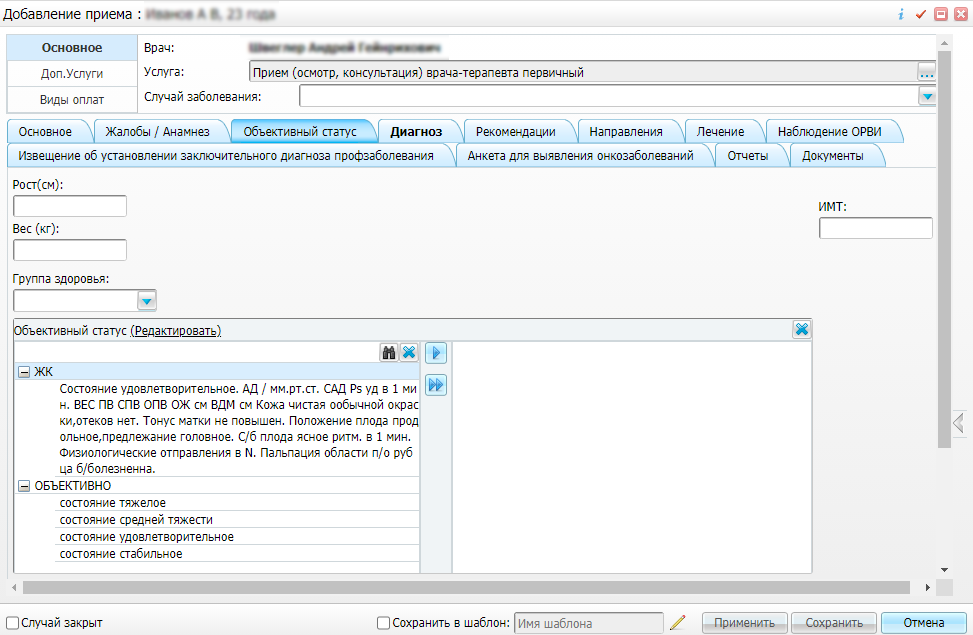 Добавление приема :
Основное
Доп.Услуги
Виды оплат
Врач:
Услуга: Прием (осмотр, консультация) врача-терапевта первичный ...
Случай заболевания:
Основное Жалобы / Анамнез Объективный статус Диагноз Рекомендации Направления Лечение Наблюдение ОРВИ
Извещение об установлении заключительного диагноза профзаболевания Анкета для выявления онкозаболеваний Отчеты Документы
Рост(см):
ИМТ:
Вес (кг):
Группа здоровья:
Объективный статус (Редактировать)
ЖК
Состояние удовлетворительное. АД / мм.рт.ст. САД Ps уд в 1 ми
н. ВЕС ПВ СПВ ОПВ ОЖ см ВДМ см Кожа чистая ообычной окрас
ки,отеков нет. Тонус матки не повышен. Положение плода прод
ольное,предлежание головное. С/б плода ясное ритм. в 1 мин.
Физиологические отправления в N. Пальпация области п/о руб
ца б/болезненна.
ОБЪЕКТИВНО
состояние тяжелое
состояние средней тяжести
состояние удовлетворительное
состояние стабильное
Случай закрыт Сохранить в шаблон: Имя шаблона Применить Сохранить Отмена